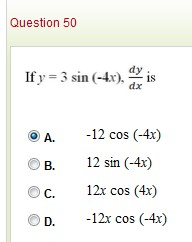 Question 50
If y = 3 sin (-4x), dy/dx is
A. -12 cos (-4x)
B. 12 sin (-4x)
C. 12x cos (4x)
D. -12x cos (-4x)